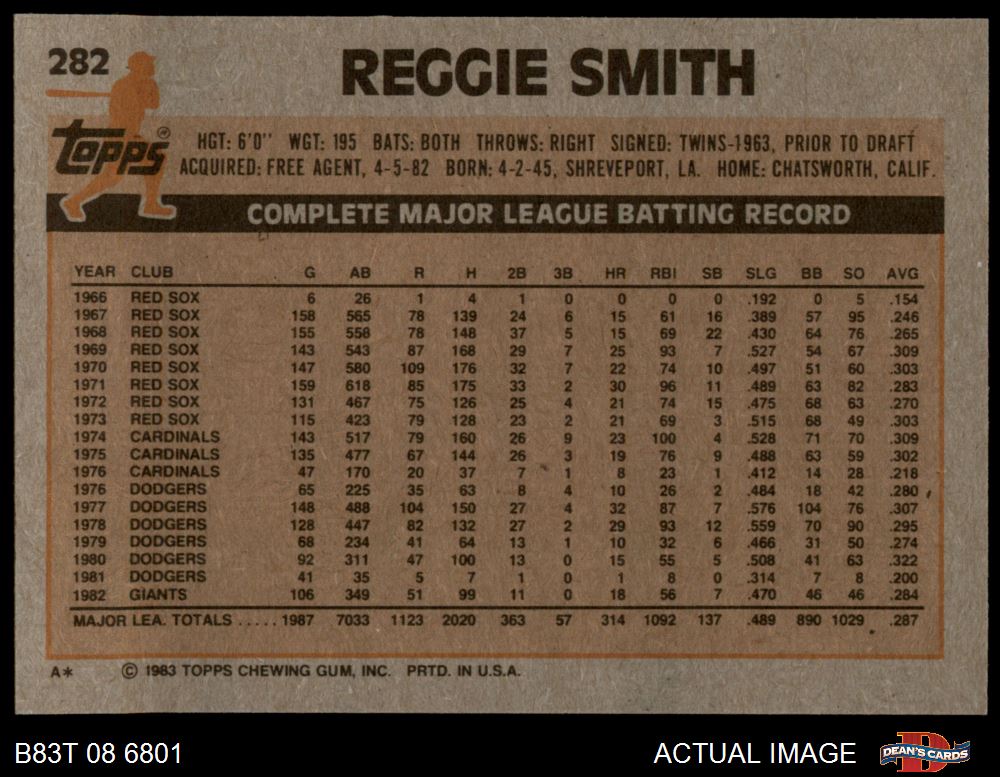 282
REGGIE SMITH
Topps
HGT: 6'0" WGT: 195 BATS: BOTH THROWS: RIGHT SIGNED: TWINS-1963, PRIOR TO DRAFT
ACQUIRED: FREE AGENT, 4-5-82 BORN: 4-2-45, SHREVEPORT, LA. HOME: CHATSWORTH, CALIF.
COMPLETE MAJOR LEAGUE BATTING RECORD
YEAR CLUB G AB R H 2B 3B HR RBI SB SLG BB SO AVG
1966 RED SOX 6 26 1 4 1 0 0 0 0 .192 0 5 .154
1967 RED SOX 158 565 78 139 24 6 15 61 16 .389 57 95 .246
1968 RED SOX 155 558 78 148 37 5 15 69 22 .430 64 76 .265
1969 RED SOX 143 543 87 168 29 7 25 93 7 .527 54 67 .309
1970 RED SOX 147 580 109 176 32 7 22 74 10 .497 51 60 .303
1971 RED SOX 159 618 85 175 33 2 30 96 11 .489 63 82 .283
1972 RED SOX 131 467 75 126 25 4 21 74 15 .475 68 63 .270
1973 RED SOX 115 423 79 128 23 2 21 69 3 .515 68 49 .303
1974 CARDINALS 143 517 79 160 26 9 23 100 4 .528 71 70 .309
1975 CARDINALS 135 477 67 144 26 3 19 76 9 .488 63 59 .302
1976 CARDINALS 47 170 20 37 7 1 8 23 1 .412 14 28 .218
1976 DODGERS 65 225 35 63 8 4 10 26 2 .484 18 42 .280
1977 DODGERS 148 488 104 150 27 4 32 87 7 .576 104 76 .307
1978 DODGERS 128 447 82 132 27 2 29 93 12 .559 70 90 .295
1979 DODGERS 68 234 41 64 13 1 10 32 6 .466 31 50 .274
1980 DODGERS 92 311 47 100 13 0 15 55 5 .508 41 63 .322
1981 DODGERS 41 35 5 7 1 0 1 8 0 .314 7 8 .200
1982 GIANTS 106 349 51 99 11 0 18 56 7 .470 46 46 .284
MAJOR LEA. TOTALS ..... 1987 7033 1123 2020 363 57 314 1092 137 .489 890 1029 .287
A* © 1983 TOPPS CHEWING GUM, INC. PRTD. IN U.S.A.
B83T 08 6801 ACTUAL IMAGE DEAN'S CARDS